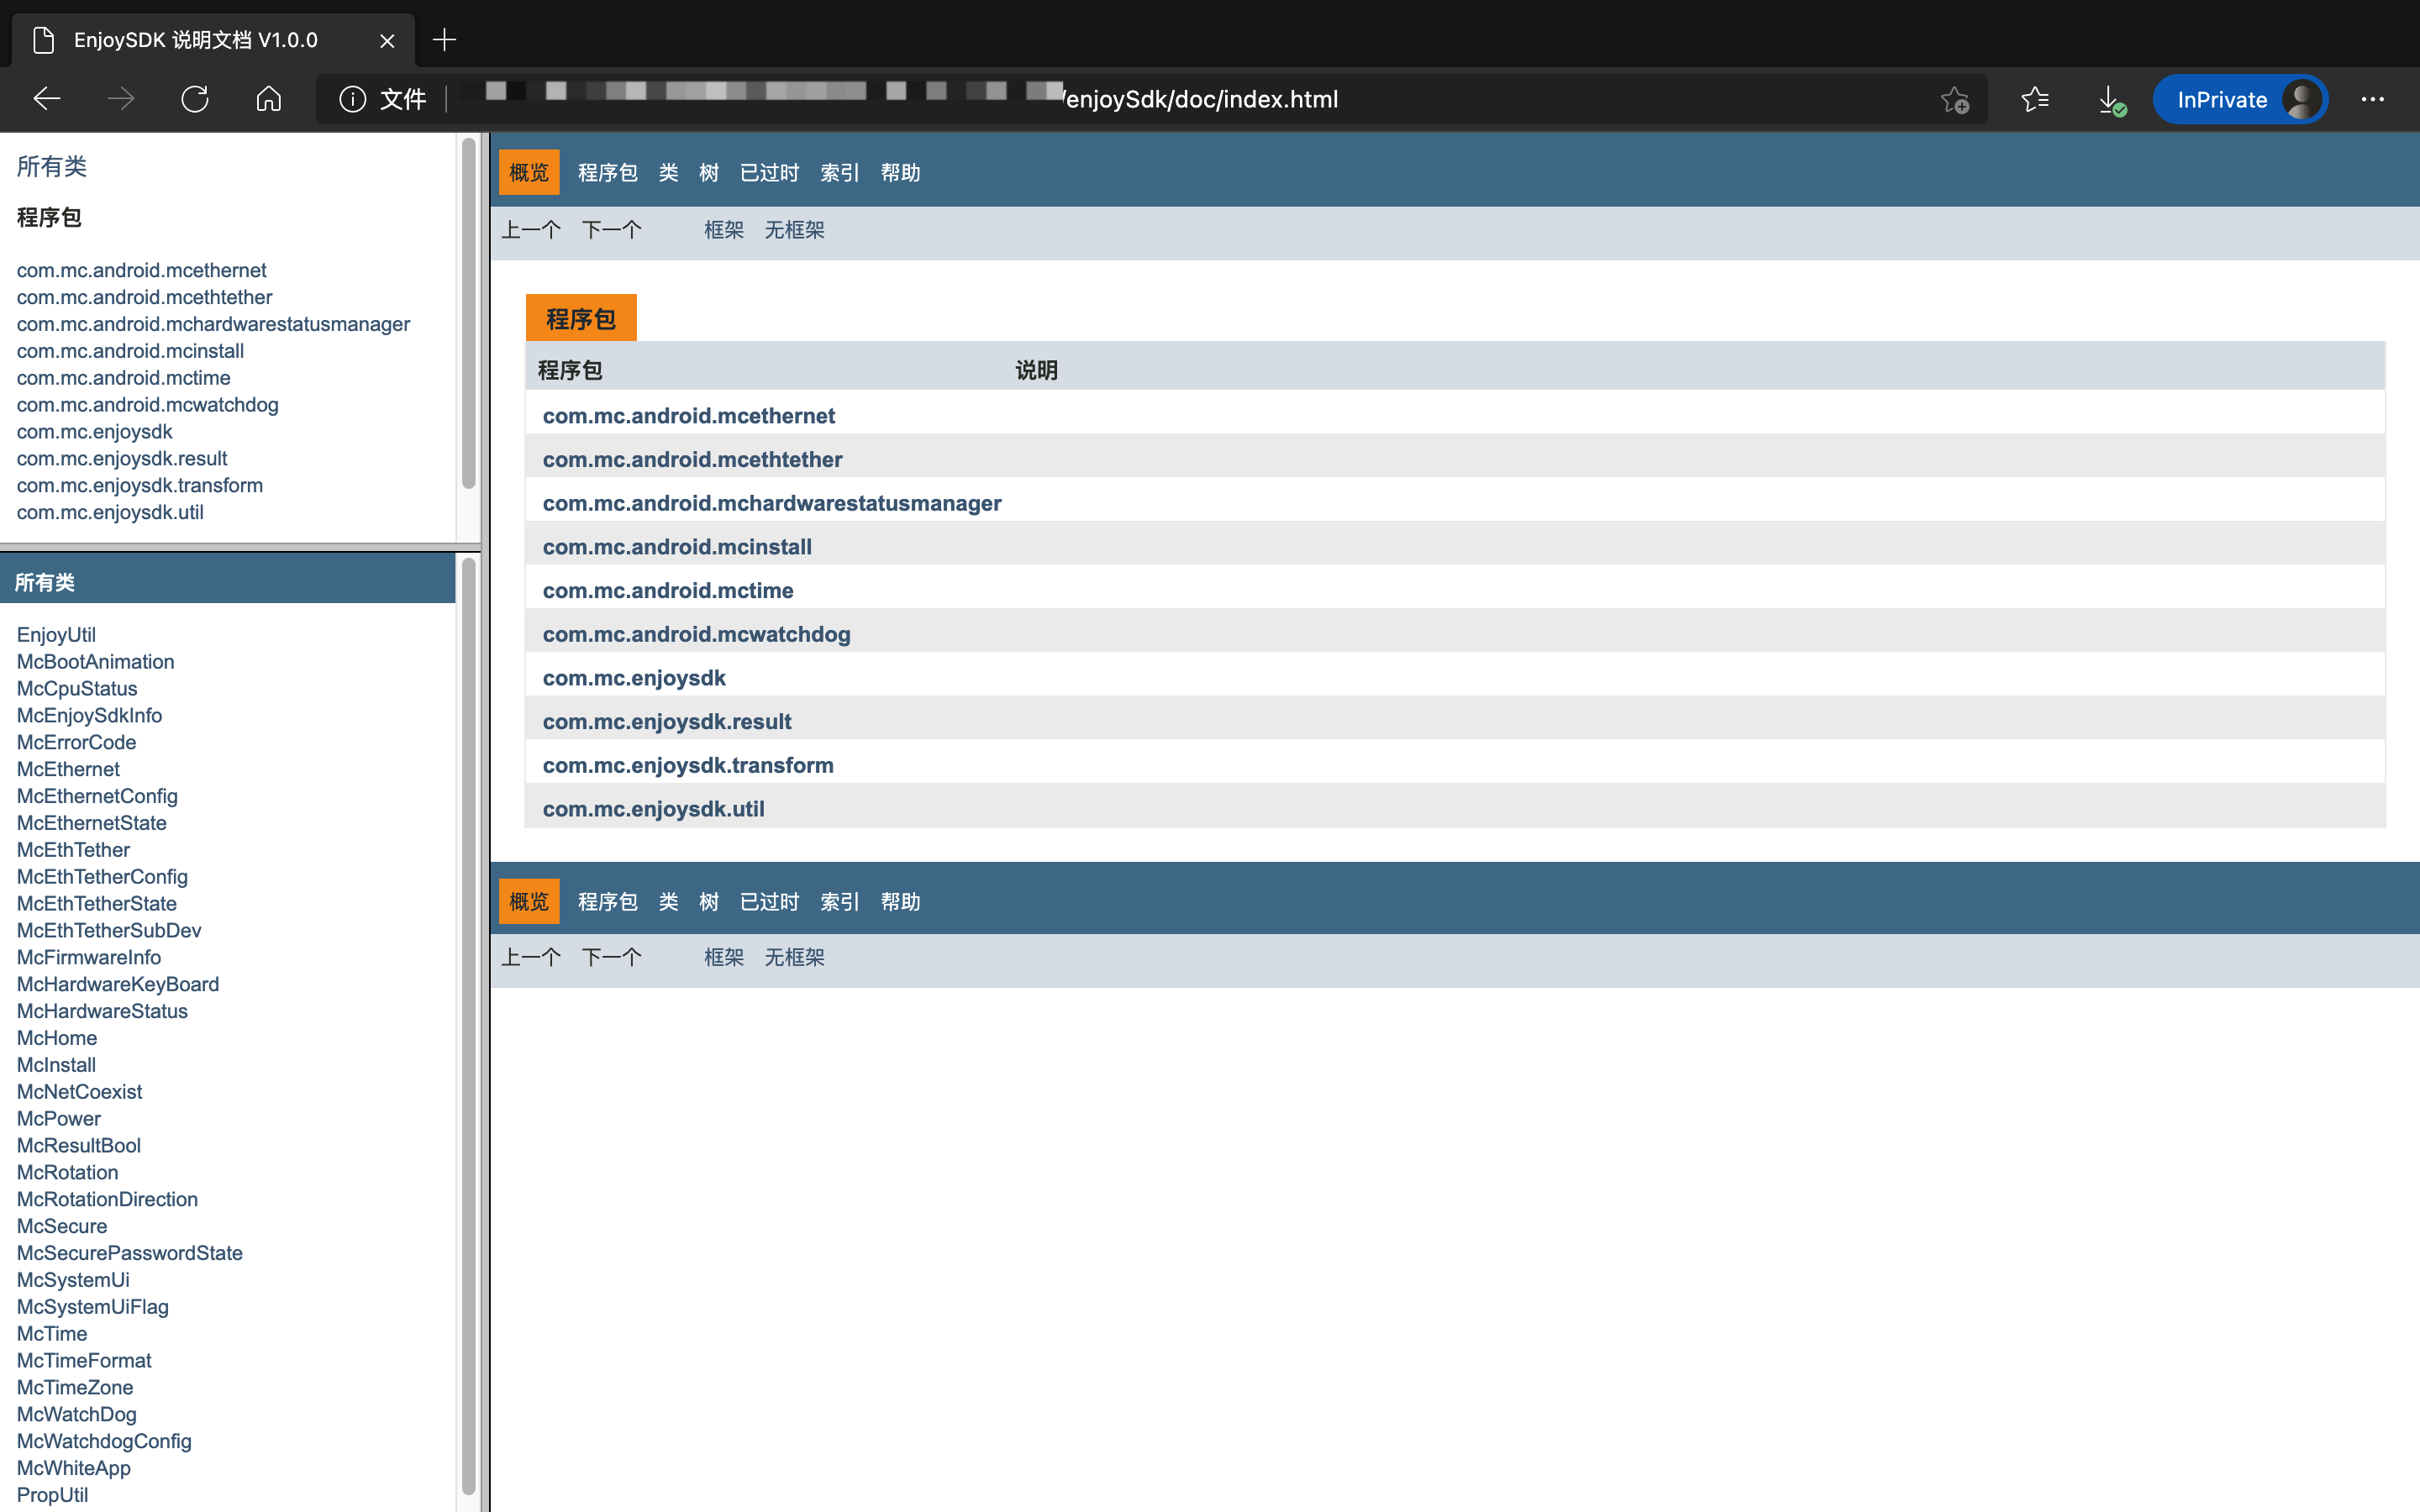 EnjoySDK 说明文档 V1.0.0
文件
/enjoySdk/doc/index.html
InPrivate
所有类
程序包
com.mc.android.mcethernet
com.mc.android.mcethtether
com.mc.android.mchardwarestatusmanager
com.mc.android.mcinstall
com.mc.android.mctime
com.mc.android.mcwatchdog
com.mc.enjoysdk
com.mc.enjoysdk.result
com.mc.enjoysdk.transform
com.mc.enjoysdk.util
所有类
EnjoyUtil
McBootAnimation
McCpuStatus
McEnjoySdkInfo
McErrorCode
McEthernet
McEthernetConfig
McEthernetState
McEthTether
McEthTetherConfig
McEthTetherState
McEthTetherSubDev
McFirmwareInfo
McHardwareKeyBoard
McHardwareStatus
McHome
McInstall
McNetCoexist
McPower
McResultBool
McRotation
McRotationDirection
McSecure
McSecurePasswordState
McSystemUi
McSystemUiFlag
McTime
McTimeFormat
McTimeZone
McWatchDog
McWatchdogConfig
McWhiteApp
PropUtil
概览 程序包 类 树 已过时 索引 帮助
上一个 下一个 框架 无框架
程序包
程序包 说明
com.mc.android.mcethernet
com.mc.android.mcethtether
com.mc.android.mchardwarestatusmanager
com.mc.android.mcinstall
com.mc.android.mctime
com.mc.android.mcwatchdog
com.mc.enjoysdk
com.mc.enjoysdk.result
com.mc.enjoysdk.transform
com.mc.enjoysdk.util
概览 程序包 类 树 已过时 索引 帮助
上一个 下一个 框架 无框架